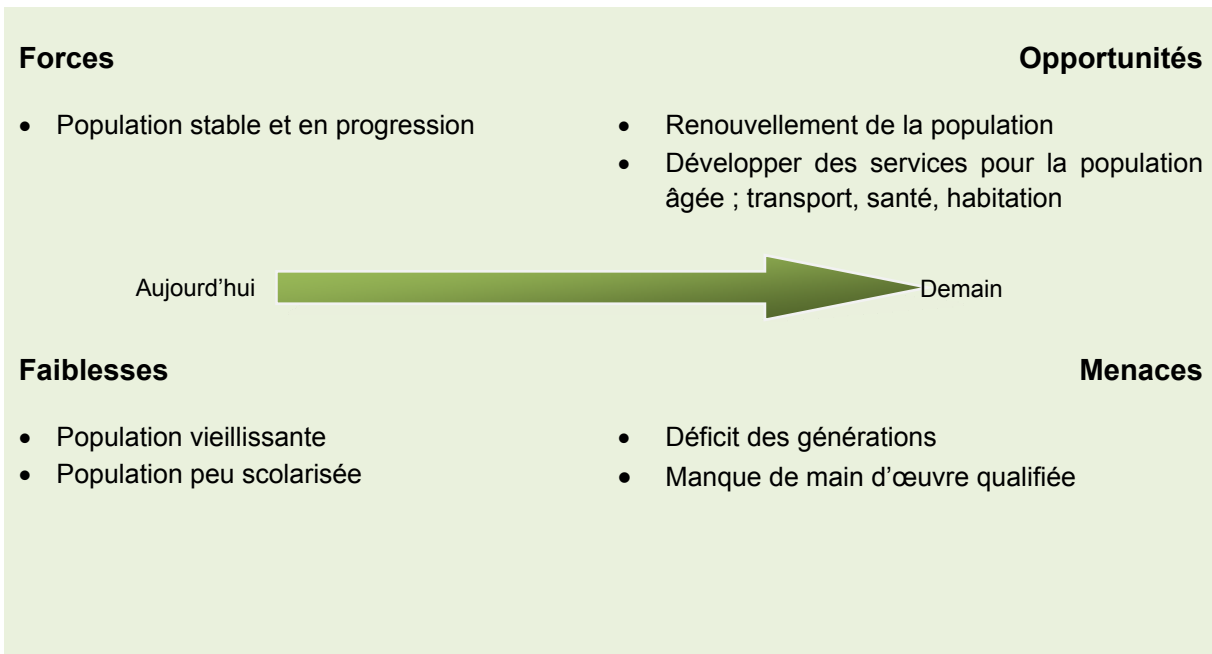 Forces
Opportunités
• Population stable et en progression
• Renouvellement de la population
• Développer des services pour la population
âgée ; transport, santé, habitation
Aujourd’hui
Demain
Faiblesses
Menaces
• Population vieillissante
• Population peu scolarisée
• Déficit des générations
• Manque de main d’œuvre qualifiée